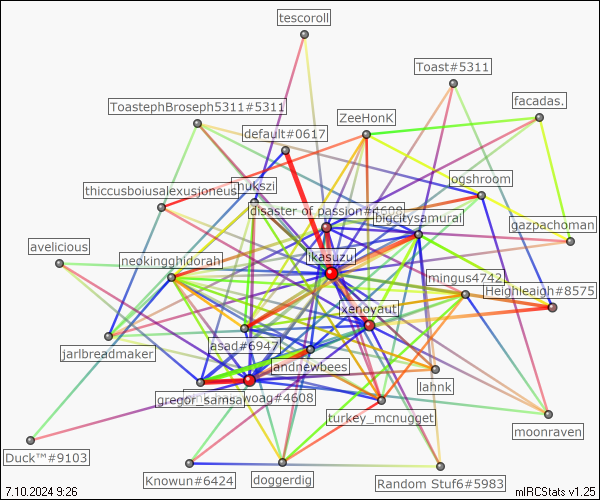 tescoroll
Toast#5311
facadas.
ToastephBroseph5311#5311
ZeeHonK
default#0617
ogshroom
thiccusboiusalexusjoneus
nukszi
disaster of passion#4608
bigcitysamurai
gazpachoman
avelicious
ikasuzu
neokingghidorah
mingus4742
Heighleaigh#8575
xenovaut
asad#6947
jarlbreadmaker
andnewbees
lahnk
gregor_samsa
woag#4608
turkey_mcnugget
moonraven
Duck™#9103
Knowun#6424
doggerdig
Random Stuf6#5983
7.10.2024 9:26
mIRCStats v1.25